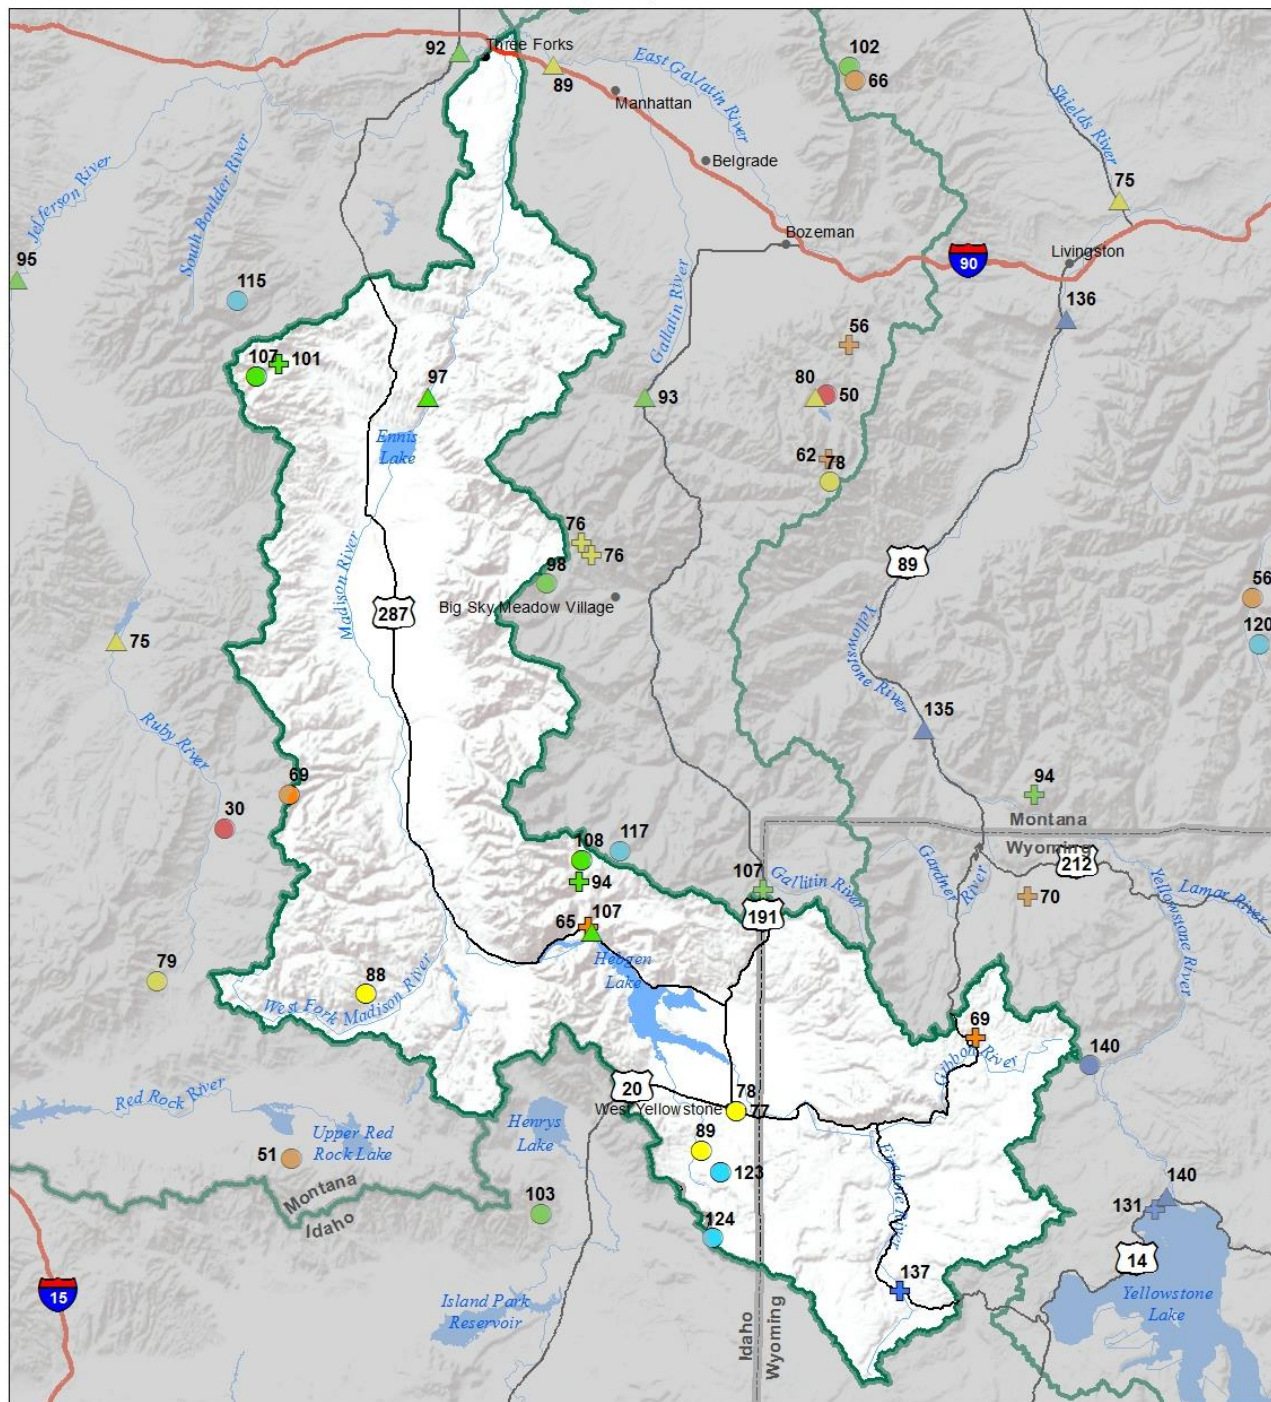 92
Three Forks
89
East Gallatin
River
102
66
Manhattan
Shields
River
Belgrade
Jefferson River
South Boulder River
75
Bozeman
90
Livingston
95
115
Gallatin River
136
56
107
101
97
93
80
50
Ennis
Lake
62
78
76
76
98
89
Big Sky Meadow Village
Madison River
287
56
120
75
Yellowstone River
Ruby River
135
69
30
94
Montana
Wyoming
108
117
94
107
Gallitin River
Gardner
River
212
Yellowstone
River
Lamar River
70
65
107
191
Hebgen
Lake
79
88
West Fork Madison River
69
Gibbon River
140
Red Rock River
20
78
West Yellowstone
77
Henrys
Lake
Upper Red
Rock Lake
51
89
123
Firehole River
Montana
Idaho
103
124
140
131
14
137
15
Island Park
Reservoir
Yellowstone
Lake
Idaho
Wyoming